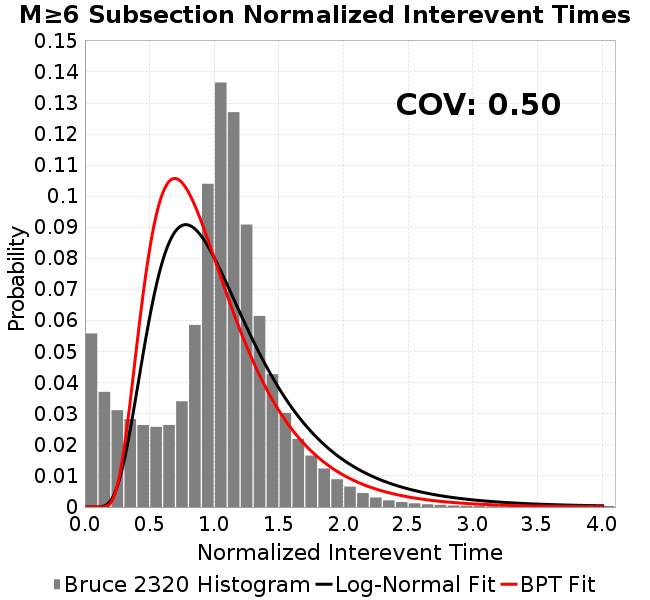 M≥6 Subsection Normalized Interevent Times
COV: 0.50
Probability
0.15
0.14
0.13
0.12
0.11
0.1
0.09
0.08
0.07
0.06
0.05
0.04
0.03
0.02
0.01
0
0.0 0.5 1.0 1.5 2.0 2.5 3.0 3.5 4.0
Normalized Interevent Time
Bruce 2320 Histogram Log-Normal Fit BPT Fit